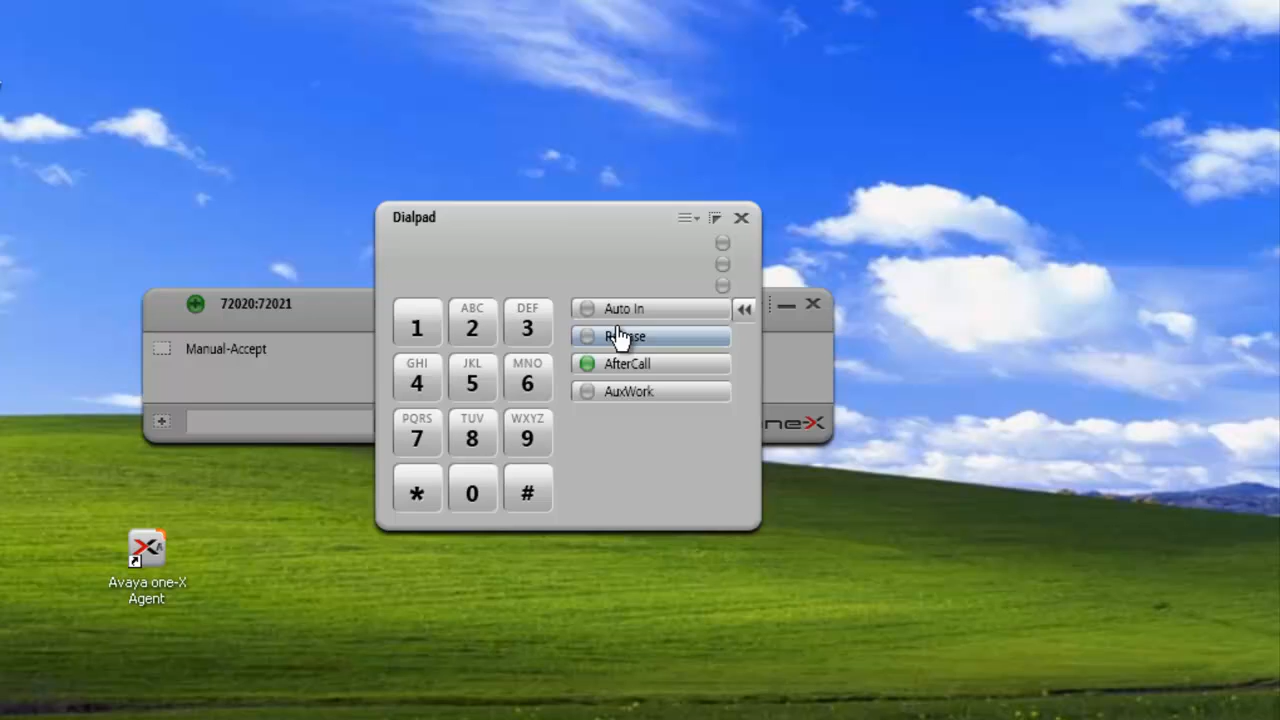 Dialpad
72020:72021
Manual-Accept
1
ABC
2
DEF
3
GHI
4
JKL
5
MNO
6
PQRS
7
TUV
8
WXYZ
9
*
0
#
Auto In
AfterCall
AuxWork
ne-X
Avaya one-X
Agent